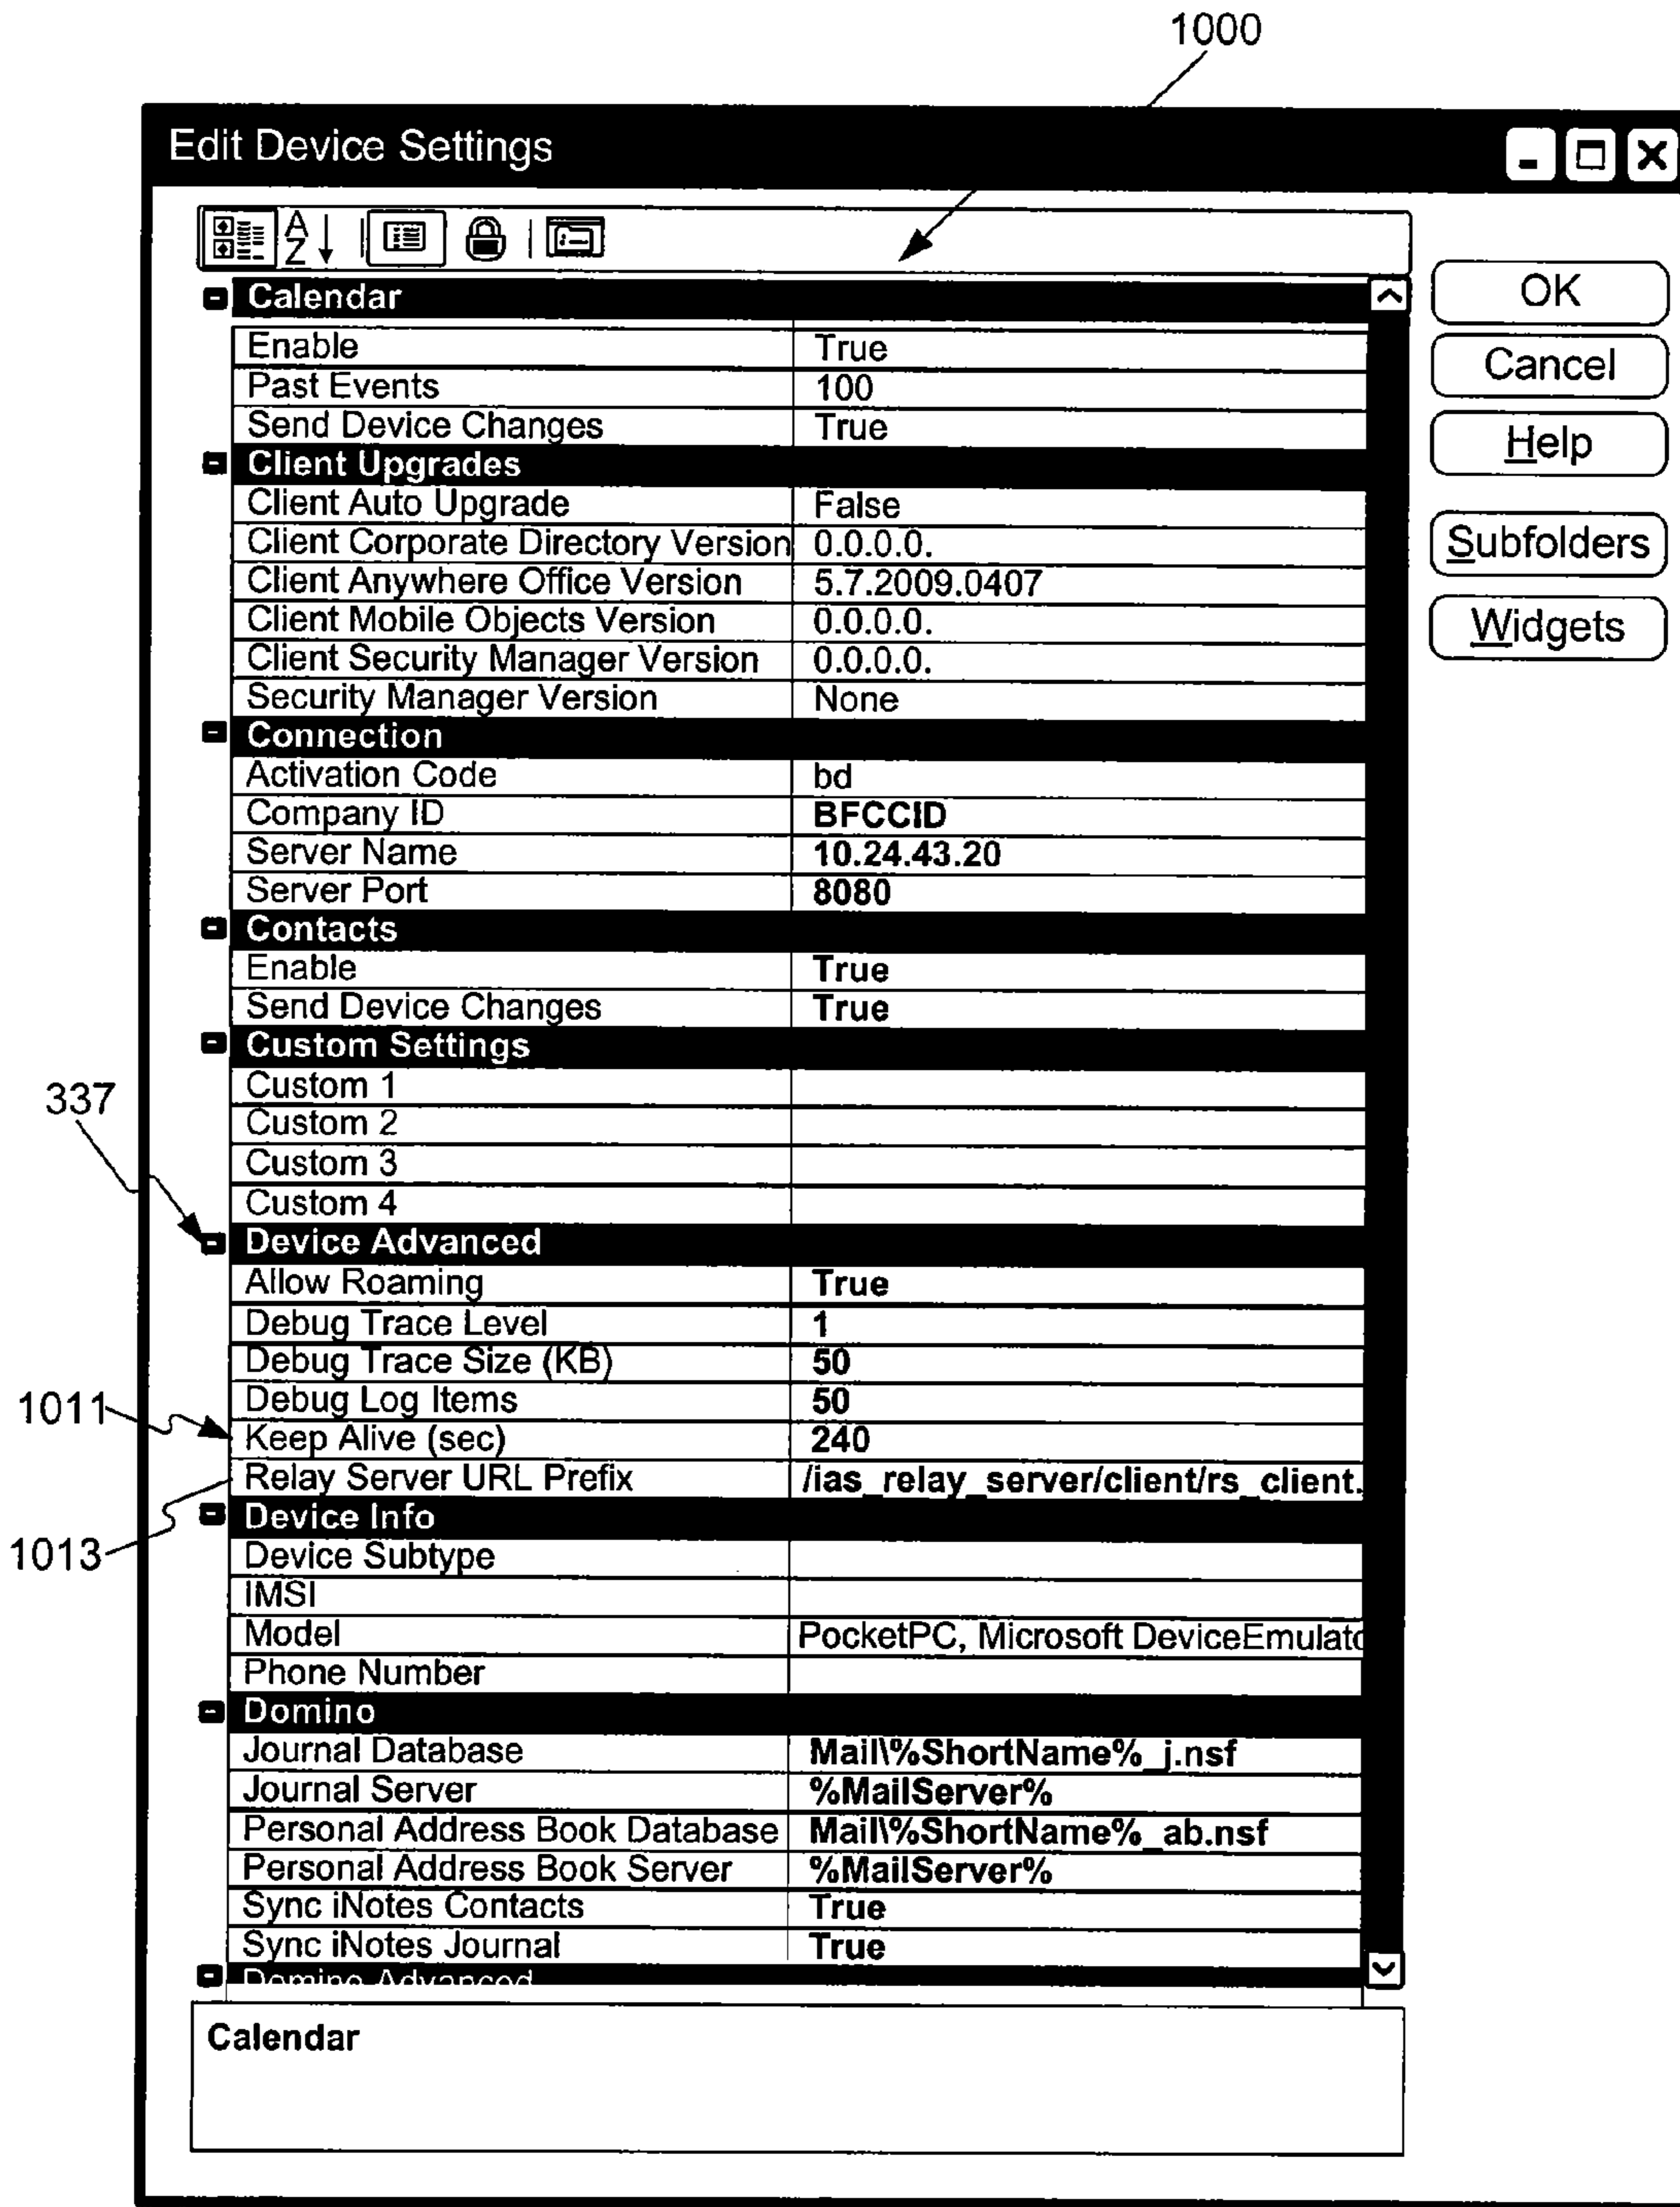 1000
Edit Device Settings
A
Z
Calendar
Enable True
Past Events 100
Send Device Changes True
Client Upgrades
Client Auto Upgrade False
Client Corporate Directory Version 0.0.0.0.
Client Anywhere Office Version 5.7.2009.0407
Client Mobile Objects Version 0.0.0.0.
Client Security Manager Version 0.0.0.0.
Security Manager Version None
Connection
Activation Code bd
Company ID BFCCID
Server Name 10.24.43.20
Server Port 8080
Contacts
Enable True
Send Device Changes True
Custom Settings
Custom 1
Custom 2
Custom 3
Custom 4
337
Device Advanced
Allow Roaming True
Debug Trace Level 1
Debug Trace Size (KB) 50
Debug Log Items 50
1011
Keep Alive (sec) 240
Relay Server URL Prefix /ias_relay_server/client/rs_client.
1013
Device Info
Device Subtype
IMSI
Model PocketPC, Microsoft DeviceEmulato
Phone Number
Domino
Journal Database Mail\%ShortName%_j.nsf
Journal Server %MailServer%
Personal Address Book Database Mail\%ShortName%_ab.nsf
Personal Address Book Server %MailServer%
Sync iNotes Contacts True
Sync iNotes Journal True
Domino Advanced
Calendar
OK
Cancel
Help
Subfolders
Widgets